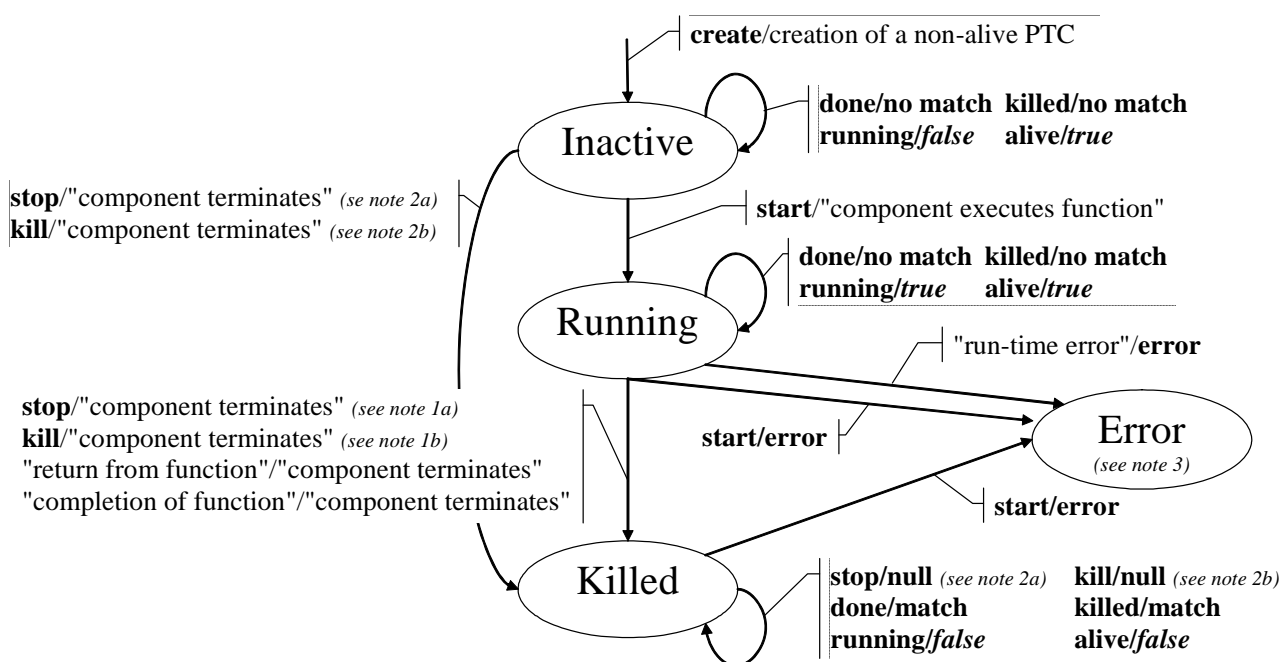 create/creation of a non-alive PTC
done/no match killed/no match
running/false alive/true
Inactive
stop/"component terminates" (se note 2a)
kill/"component terminates" (see note 2b)
start/"component executes function"
done/no match killed/no match
running/true alive/true
Running
"run-time error"/error
stop/"component terminates" (see note 1a)
kill/"component terminates" (see note 1b)
"return from function"/"component terminates"
"completion of function"/"component terminates"
start/error
Error
(see note 3)
start/error
Killed
stop/null (see note 2a) kill/null (see note 2b)
done/match killed/match
running/false alive/false